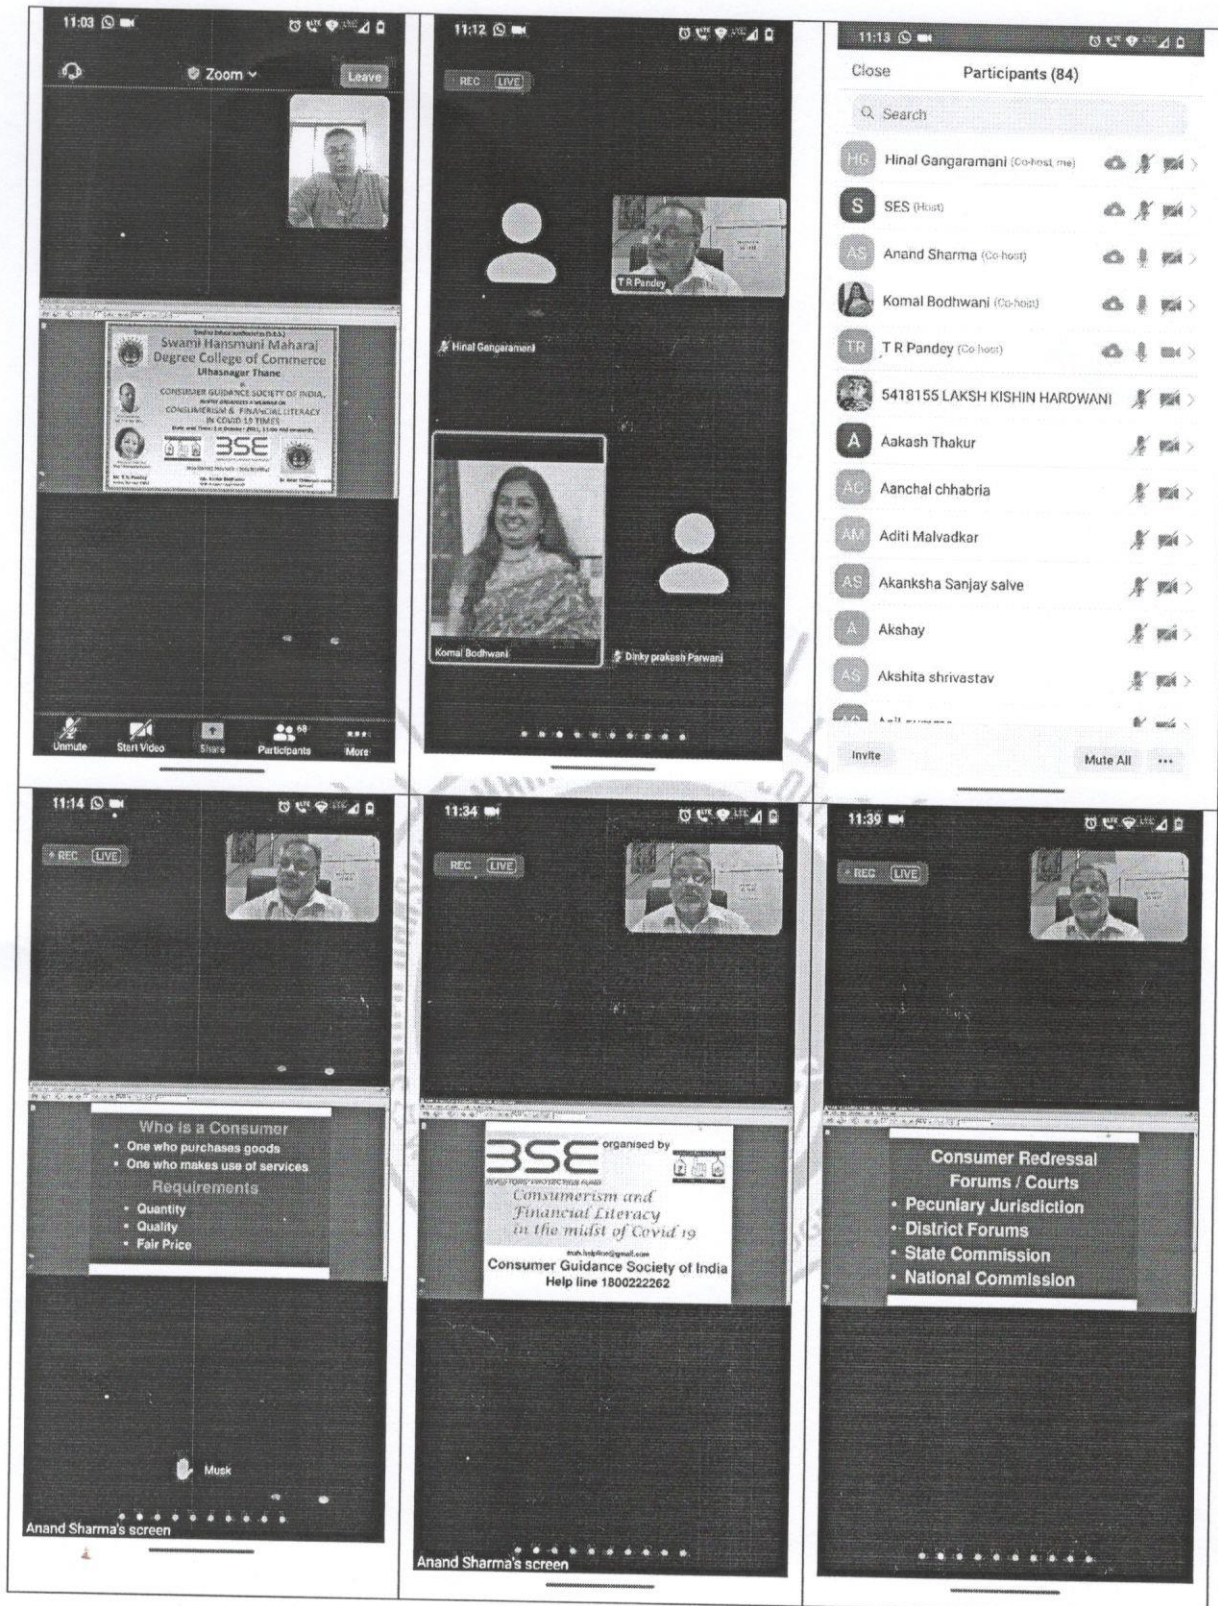 11:03
Zoom
Leave
Swami Hansmuni Maharaj
Degree College of Commerce
Ulhasnagar Thane
CONSUMER GUIDANCE SOCIETY OF INDIA,
CONSUMERISM & FINANCIAL LITERACY
IN COVID 19 TIMES
BSE
68
Unmute Start Video Share Participants More
11:12
REC LIVE
T R Pandey
Hinal Gangaramani
Komal Bodhwani
Dinky prakash Parwani
11:13
Close Participants (84)
Search
HG Hinal Gangaramani (Co-host, me)
S SES (Host)
AS Anand Sharma (Co-host)
Komal Bodhwani (Co-host)
TR T R Pandey (Co-host)
5418155 LAKSH KISHIN HARDWANI
A Aakash Thakur
AC Aanchal chhabria
AM Aditi Malvadkar
AS Akanksha Sanjay salve
A Akshay
AS Akshita shrivastav
Invite Mute All
11:14
REC LIVE
Who is a Consumer
• One who purchases goods
• One who makes use of services
Requirements
• Quantity
• Quality
• Fair Price
Musk
Anand Sharma's screen
11:34
REC LIVE
BSE organised by
Consumerism and
Financial Literacy
in the midst of Covid 19
Consumer Guidance Society of India
Help line 1800222262
Anand Sharma's screen
11:39
REC LIVE
Consumer Redressal
Forums / Courts
• Pecuniary Jurisdiction
• District Forums
• State Commission
• National Commission